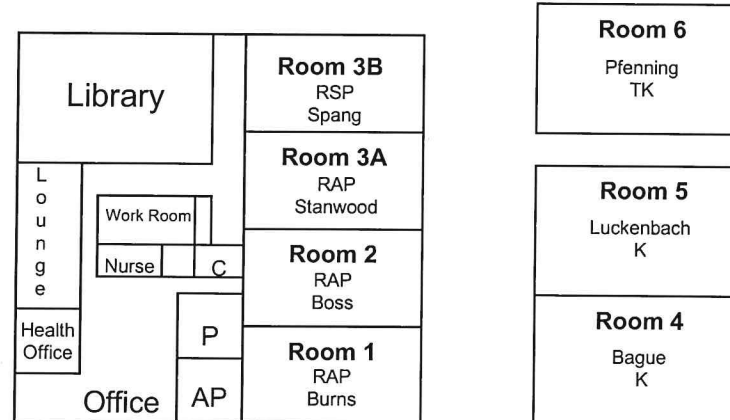 Library
Lounge
Health
Office
Work Room
Nurse
C
P
AP
Office
Room 3B
RSP
Spang
Room 3A
RAP
Stanwood
Room 2
RAP
Boss
Room 1
RAP
Burns
Room 6
Pfenning
TK
Room 5
Luckenbach
K
Room 4
Bague
K